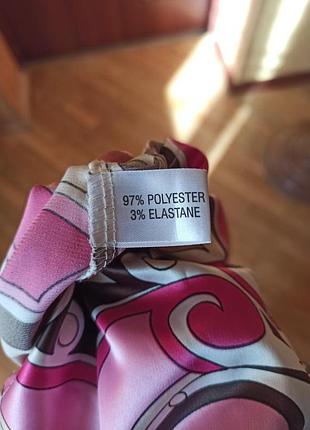 97% POLYESTER
3% ELASTANE